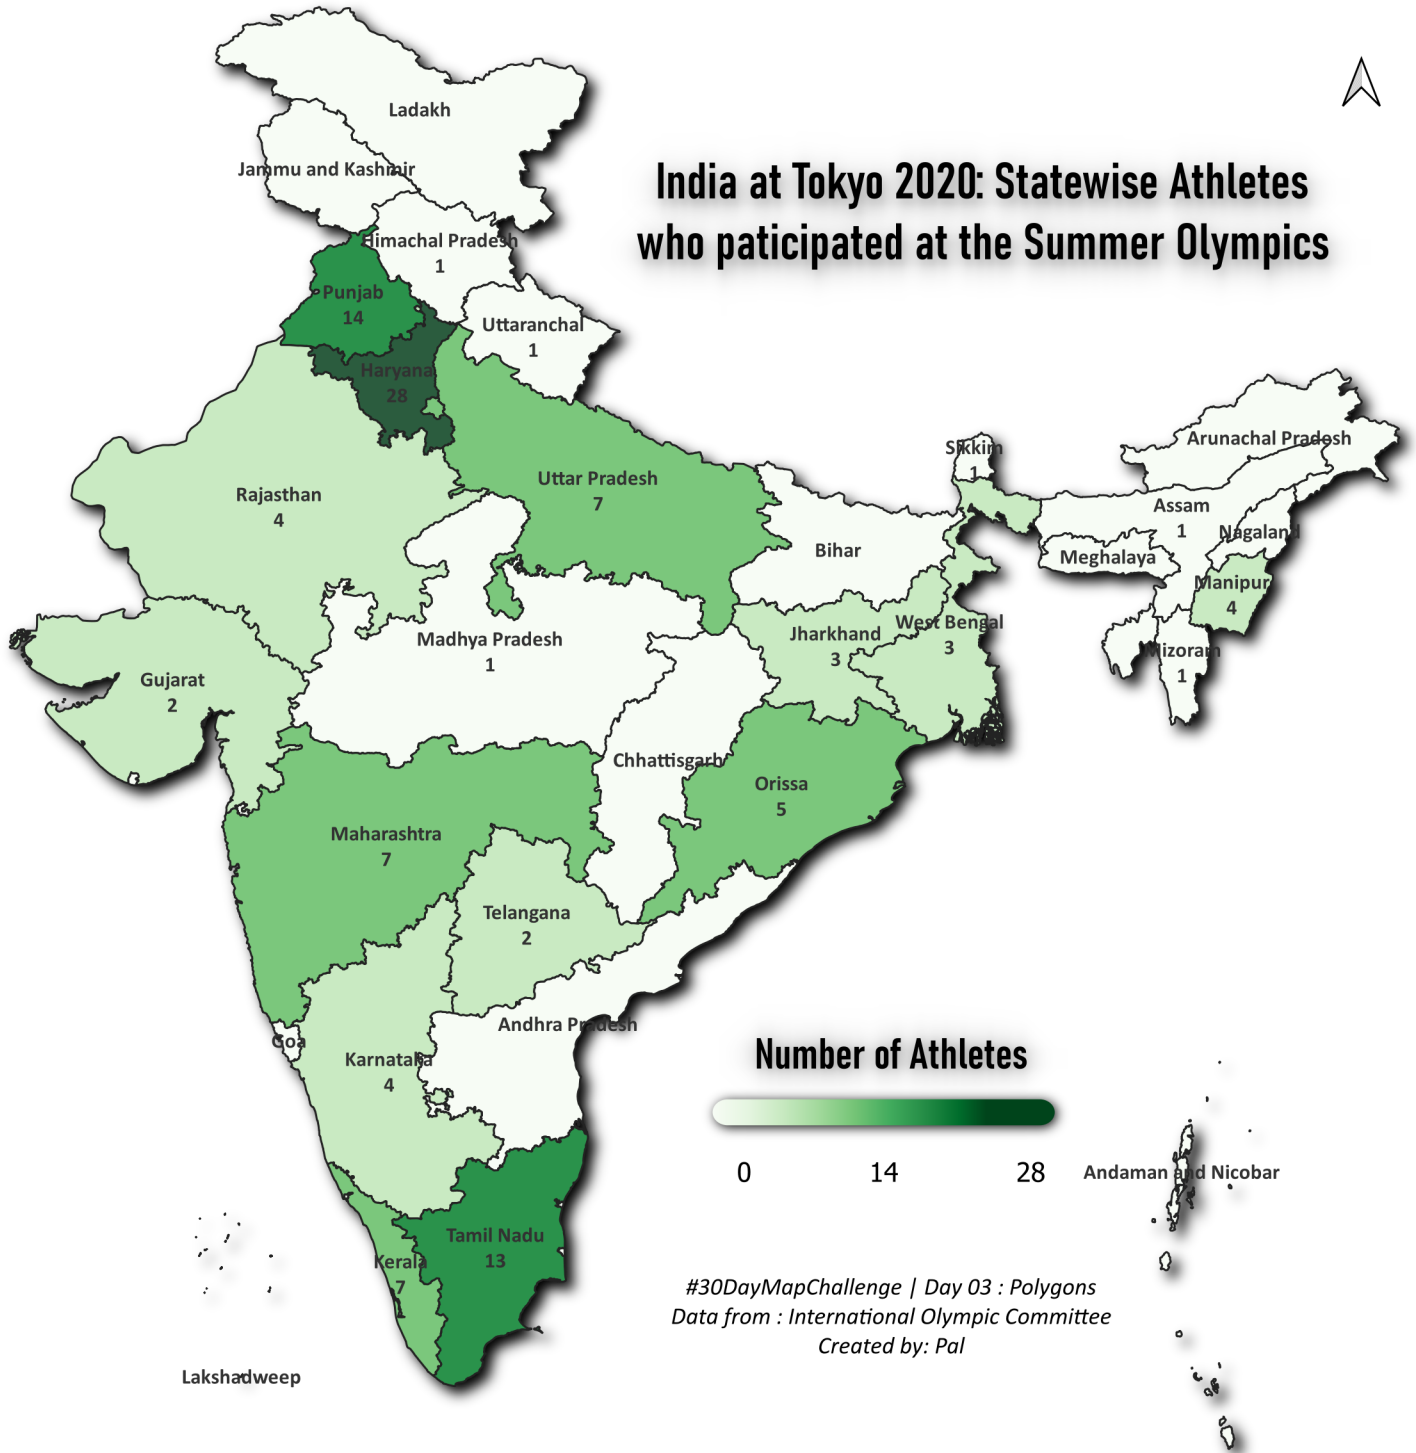 Ladakh
Jammu and Kashmir
India at Tokyo 2020: Statewise Athletes
who paticipated at the Summer Olympics
Himachal Pradesh
1
Punjab
14
Uttaranchal
1
Haryana
28
Arunachal Pradesh
Sikkim
1
Uttar Pradesh
7
Rajasthan
4
Assam
1
Nagaland
Bihar
Meghalaya
Manipur
4
West Bengal
3
Jharkhand
3
Madhya Pradesh
1
Mizoram
1
Gujarat
2
Chhattisgarh
Orissa
5
Maharashtra
7
Telangana
2
Andhra Pradesh
Goa
Karnataka
4
Number of Athletes
0 14 28
Andaman and Nicobar
Tamil Nadu
13
Kerala
7
1
#30DayMapChallenge | Day 03 : Polygons
Data from : International Olympic Committee
Created by: Pal
Lakshadweep